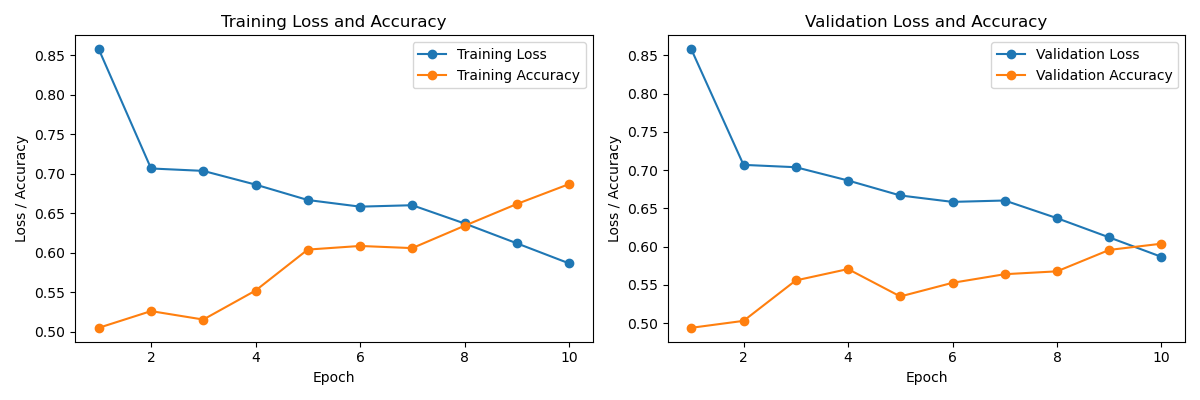 Training Loss and Accuracy
Training Loss
Training Accuracy
Loss / Accuracy
0.85
0.80
0.75
0.70
0.65
0.60
0.55
0.50
2
4
6
8
10
Epoch
Validation Loss and Accuracy
Validation Loss
Validation Accuracy
Loss / Accuracy
0.85
0.80
0.75
0.70
0.65
0.60
0.55
0.50
2
4
6
8
10
Epoch